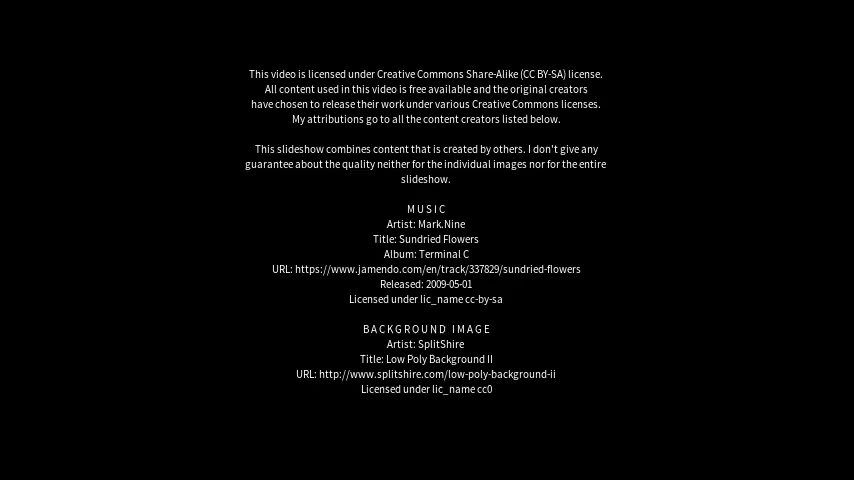 This video is licensed under Creative Commons Share-Alike (CC BY-SA) license.
All content used in this video is free available and the original creators
have chosen to release their work under various Creative Commons licenses.
My attributions go to all the content creators listed below.
This slideshow combines content that is created by others. I don't give any
guarantee about the quality neither for the individual images nor for the entire
slideshow.
MUSIC
Artist: Mark.Nine
Title: Sundried Flowers
Album: Terminal C
URL: https://www.jamendo.com/en/track/337829/sundried-flowers
Released: 2009-05-01
Licensed under lic_name cc-by-sa
BACKGROUND IMAGE
Artist: SplitShire
Title: Low Poly Background II
URL: http://www.splitshire.com/low-poly-background-ii
Licensed under lic_name cc0